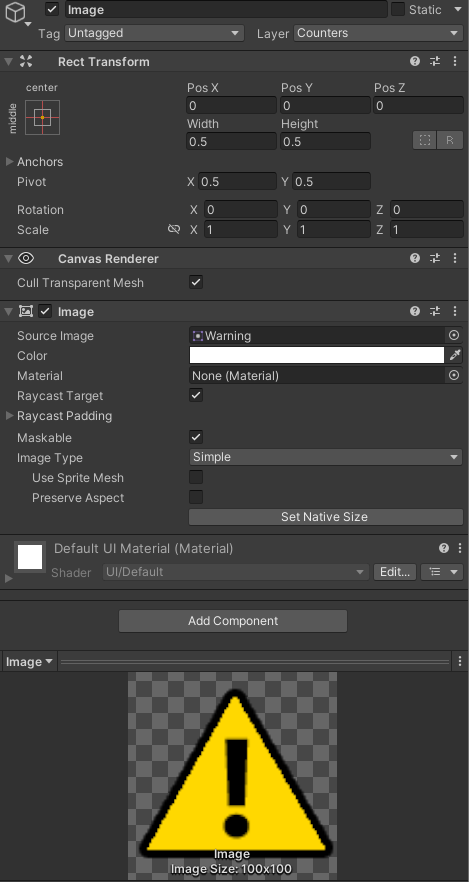 Image Static
Tag Untagged Layer Counters
Rect Transform
center
middle
Pos X Pos Y Pos Z
0 0 0
Width Height
0.5 0.5
R
Anchors
Pivot X 0.5 Y 0.5
Rotation X 0 Y 0 Z 0
Scale X 1 Y 1 Z 1
Canvas Renderer
Cull Transparent Mesh
Image
Source Image Warning
Color
Material None (Material)
Raycast Target
Raycast Padding
Maskable
Image Type Simple
Use Sprite Mesh
Preserve Aspect
Set Native Size
Default UI Material (Material)
Shader UI/Default Edit...
Add Component
Image
!
Image
Image Size: 100x100